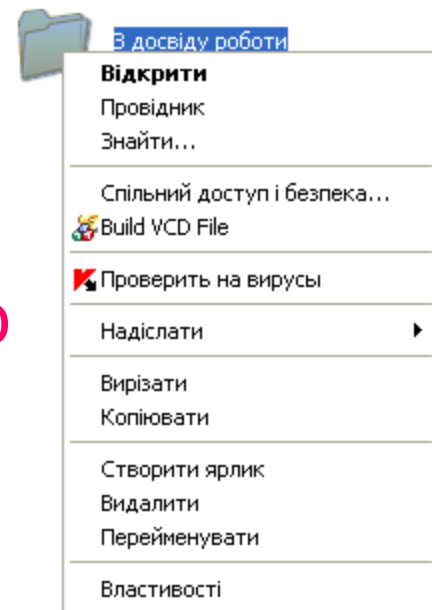 З досвіду роботи
Відкрити
Провідник
Знайти...
Спільний доступ і безпека...
Build VCD File
Проверить на вирусы
Надіслати
Вирізати
Копіювати
Створити ярлик
Видалити
Перейменувати
Властивості